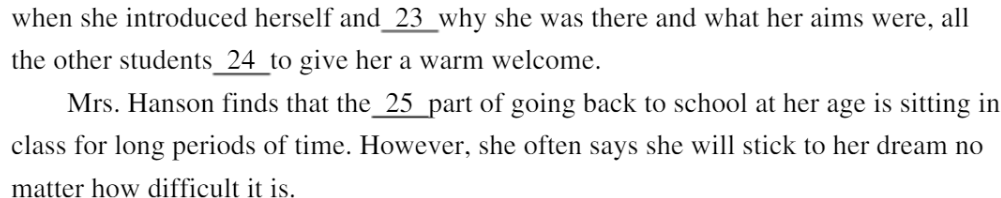 when she introduced herself and 23 why she was there and what her aims were, all
the other students 24 to give her a warm welcome.
Mrs. Hanson finds that the 25 part of going back to school at her age is sitting in
class for long periods of time. However, she often says she will stick to her dream no
matter how difficult it is.